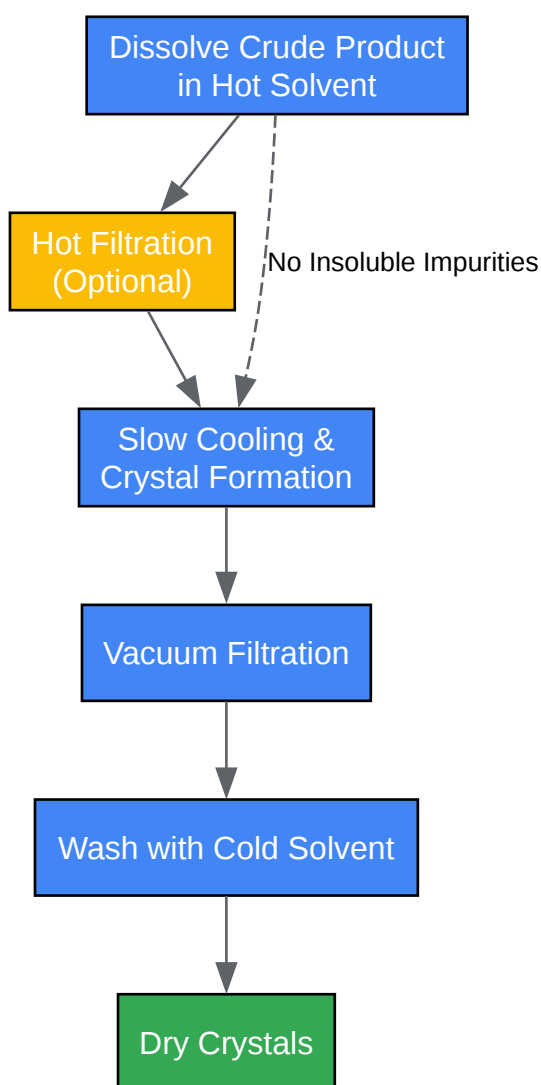 Dissolve Crude Product
in Hot Solvent
Hot Filtration
(Optional)
No Insoluble Impurities
Slow Cooling &
Crystal Formation
Vacuum Filtration
Wash with Cold Solvent
Dry Crystals